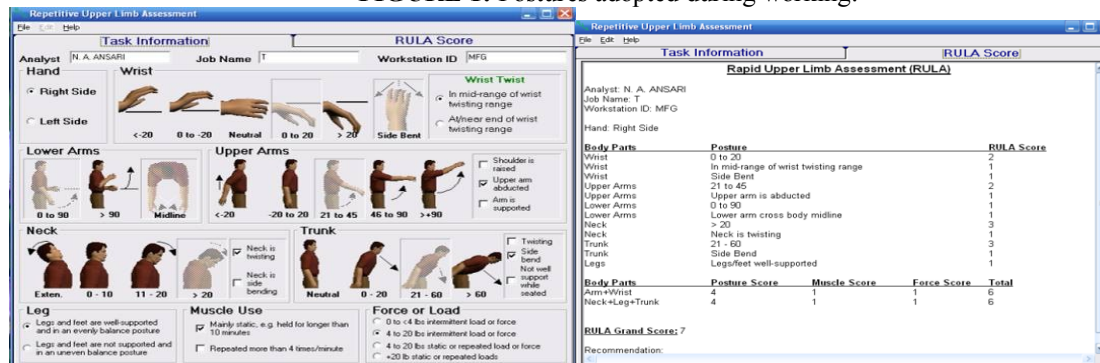 FIGURE 1. Postures adopted during working.
Repetitive Upper Limb Assessment
File Edit Help
Task Information RULA Score
Analyst N. A. ANSARI Job Name T Workstation ID MFG
Hand
Right Side
Left Side
Wrist
<-20 0 to -20 Neutral 0 to 20 > 20 Side Bent
Wrist Twist
In mid-range of wrist
twisting range
At/near end of wrist
twisting range
Lower Arms
0 to 90 > 90 Midline
Upper Arms
<-20 -20 to 20 21 to 45 46 to 90 >+90
Shoulder is
raised
Upper arm
abducted
Arm is
supported
Neck
Exten. 0 - 10 11 - 20 > 20
Neck is
twisting
Neck is
side
bending
Trunk
Neutral 0 - 20 21 - 60 > 60
Twisting
Side
bend
Not well
support
while
seated
Leg
Legs and feet are well-supported
and in an evenly balance posture
Legs and feet are not supported and
in an uneven balance posture
Muscle Use
Mainly static, e.g. held for longer than
10 minutes
Repeated more than 4 times/minute
Force or Load
0 to <4 lbs intermittent load or force
4 to 20 lbs intermittent load or force
4 to 20 lbs static or repeated load or force
+20 lb static or repeated loads
Repetitive Upper Limb Assessment
File Edit Help
Task Information RULA Score
Rapid Upper Limb Assessment (RULA)
Analyst: N. A. ANSARI
Job Name: T
Workstation ID: MFG
Hand: Right Side
Body Parts Posture RULA Score
Wrist 0 to 20 2
Wrist In mid-range of wrist twisting range 1
Wrist Side Bent 1
Upper Arms 21 to 45 2
Upper Arms Upper arm is abducted 1
Lower Arms 0 to 90 1
Lower Arms Lower arm cross body midline 1
Neck > 20 3
Neck Neck is twisting 1
Trunk 21 - 60 3
Trunk Side Bend 1
Legs Legs/feet well-supported 1
Body Parts Posture Score Muscle Score Force Score Total
Arm+Wrist 4 1 1 6
Neck+Leg+Trunk 4 1 1 6
RULA Grand Score: 7
Recommendation: